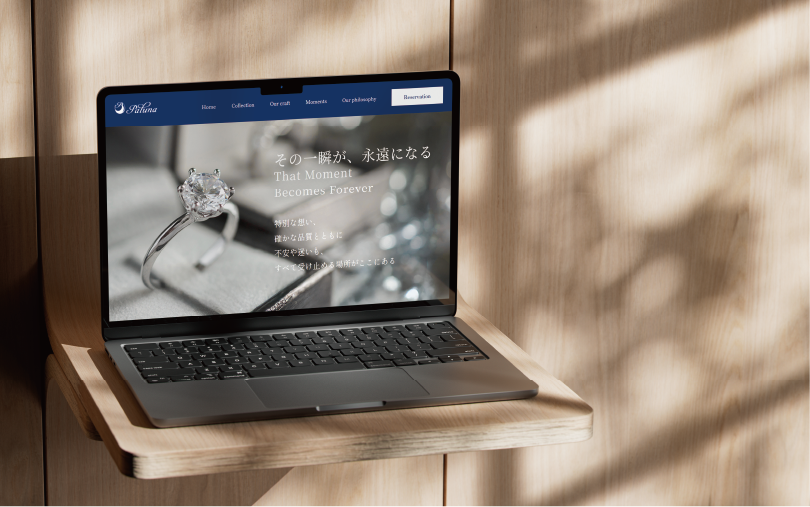 Paluna
Home Collection Our staff Moments Our philosophy Reservation
その一瞬が、永遠になる
That Moment
Becomes Forever
特別な想い、
確かな品質とともに
不安や迷いも、
すべて受け止める場所がここにある